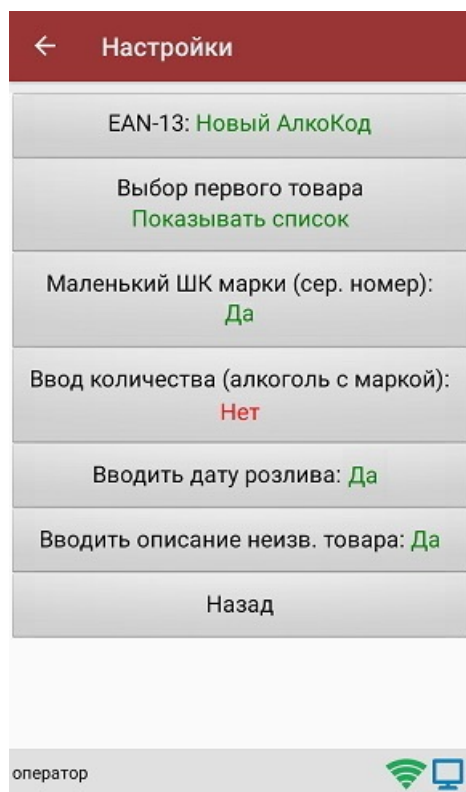 Настройки
EAN-13: Новый АлкоКод
Выбор первого товара
Показывать список
Маленький ШК марки (сер. номер):
Да
Ввод количества (алкоголь с маркой):
Нет
Вводить дату розлива: Да
Вводить описание неизв. товара: Да
Назад
оператор